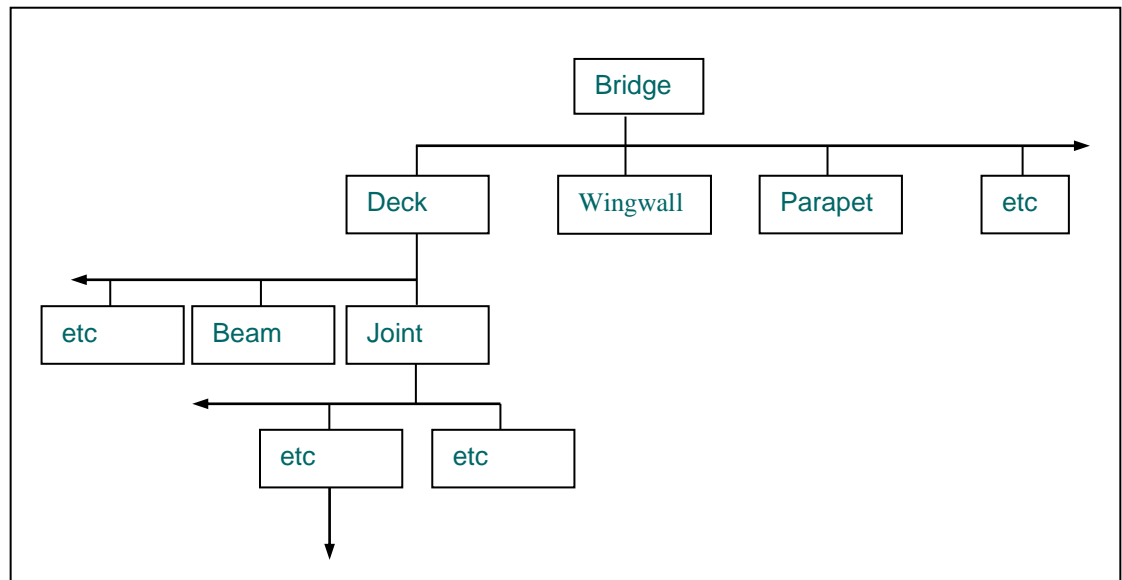 Bridge
Deck
Wingwall
Parapet
etc
etc
Beam
Joint
etc
etc